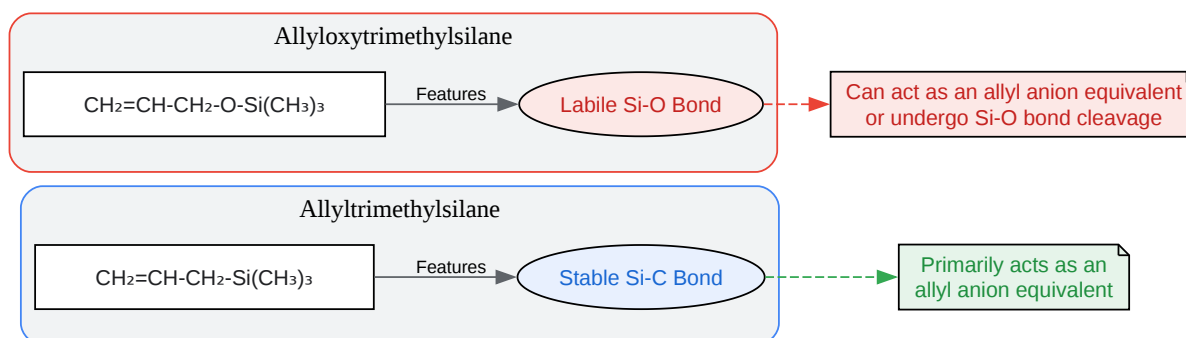 Allyloxytrimethylsilane
CH₂=CH-CH₂-O-Si(CH₃)₃
Features
Labile Si-O Bond
Can act as an allyl anion equivalent
or undergo Si-O bond cleavage
Allyltrimethylsilane
CH₂=CH-CH₂-Si(CH₃)₃
Features
Stable Si-C Bond
Primarily acts as an
allyl anion equivalent